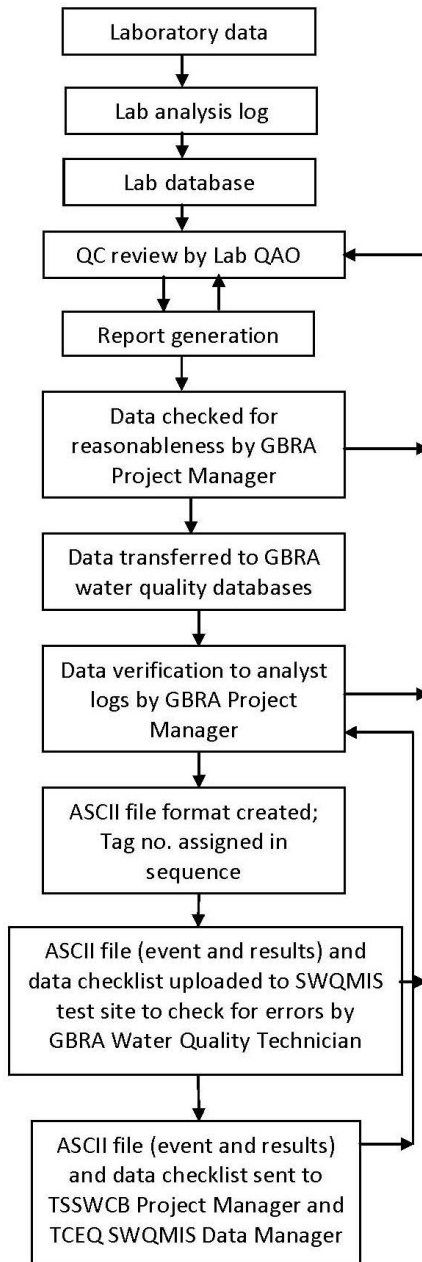 Laboratory data
Lab analysis log
Lab database
QC review by Lab QAO
Report generation
Data checked for
reasonableness by GBRA
Project Manager
Data transferred to GBRA
water quality databases
Data verification to analyst
logs by GBRA Project
Manager
ASCII file format created;
Tag no. assigned in
sequence
ASCII file (event and results) and
data checklist uploaded to SWQMIS
test site to check for errors by
GBRA Water Quality Technician
ASCII file (event and results)
and data checklist sent to
TSSWCB Project Manager and
TCEQ SWQMIS Data Manager